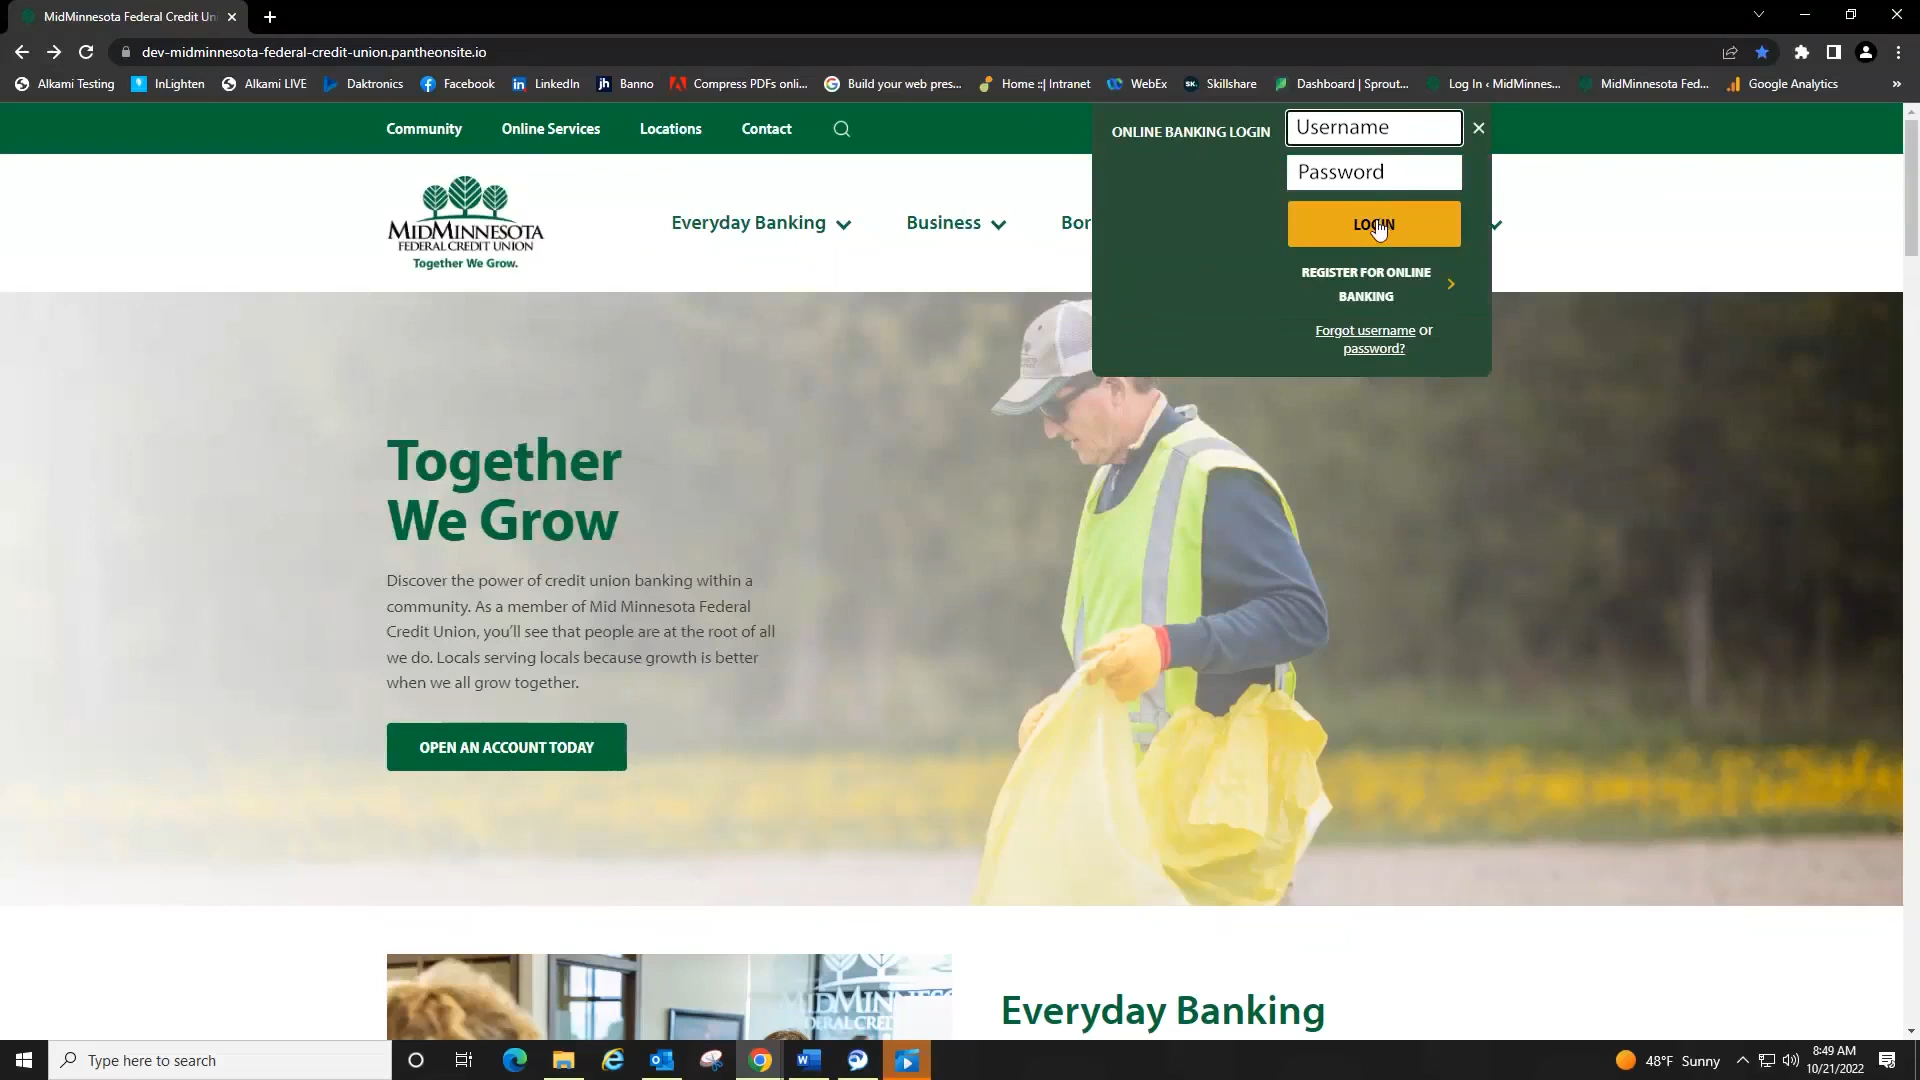 MidMinnesota Federal Credit Un
dev-midminnesota-federal-credit-union.pantheonsite.io
Alkami Testing InLighten Alkami LIVE Daktronics Facebook LinkedIn Banno Compress PDFs onli... Build your web pres... Home :: Intranet WebEx Skillshare Dashboard | Sprout... Log In ‹ MidMinnes... MidMinnesota Fed... Google Analytics »
Community Online Services Locations Contact
ONLINE BANKING LOGIN Username
Password
LOGIN
REGISTER FOR ONLINE
BANKING
Forgot username or
password?
MIDMINNESOTA
FEDERAL CREDIT UNION
Together We Grow.
Everyday Banking Business Bor
Together
We Grow
Discover the power of credit union banking within a
community. As a member of Mid Minnesota Federal
Credit Union, you'll see that people are at the root of all
we do. Locals serving locals because growth is better
when we all grow together.
OPEN AN ACCOUNT TODAY
MIDMINNESO
Everyday Banking
Type here to search
48°F Sunny
8:49 AM
10/21/2022